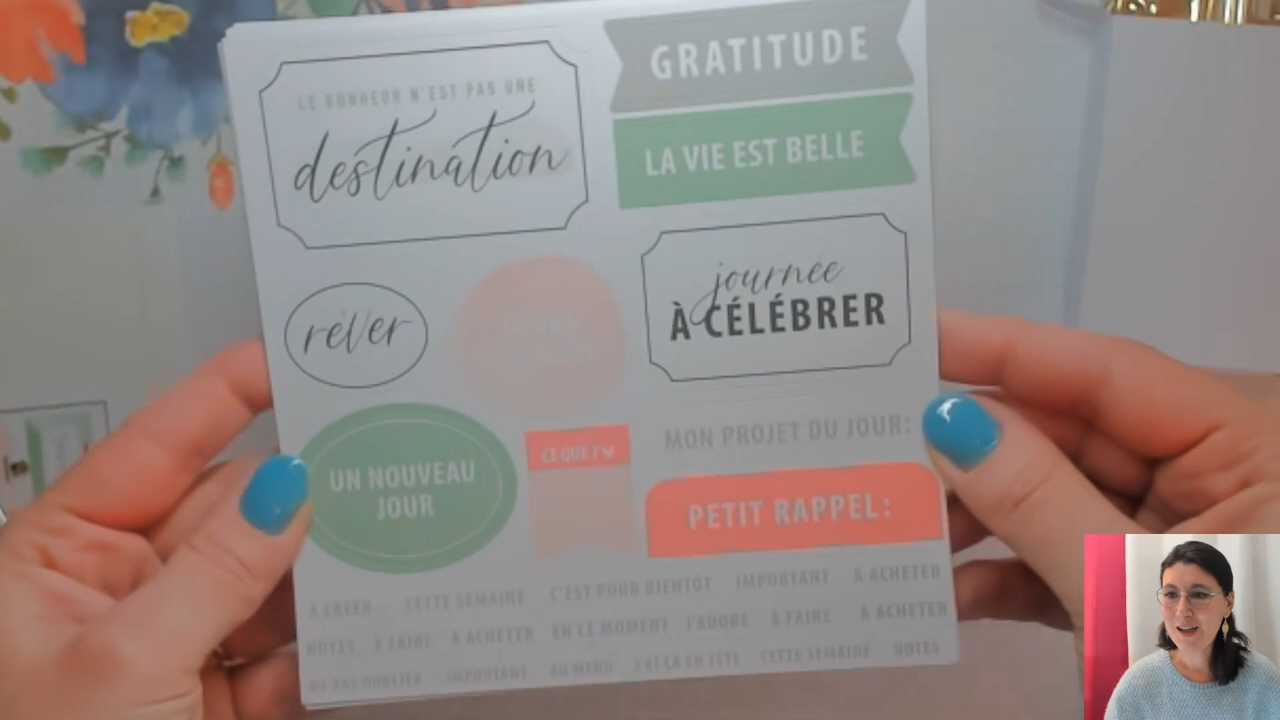 LE BONHEUR N'EST PAS UNE
destination
GRATITUDE
LA VIE EST BELLE
rêver
journée
À CÉLÉBRER
UN NOUVEAU
JOUR
CE QUE J'♥
MON PROJET DU JOUR:
PETIT RAPPEL:
À CRÉER : CETTE SEMAINE C'EST POUR BIENTÔT IMPORTANT À ACHETER
NOTES À FAIRE À ACHETER EN CE MOMENT J'ADORE À FAIRE À ACHETER
NE PAS OUBLIER IMPORTANT AU MENU J'AI ÇA EN TÊTE CETTE SEMAINE NOTES